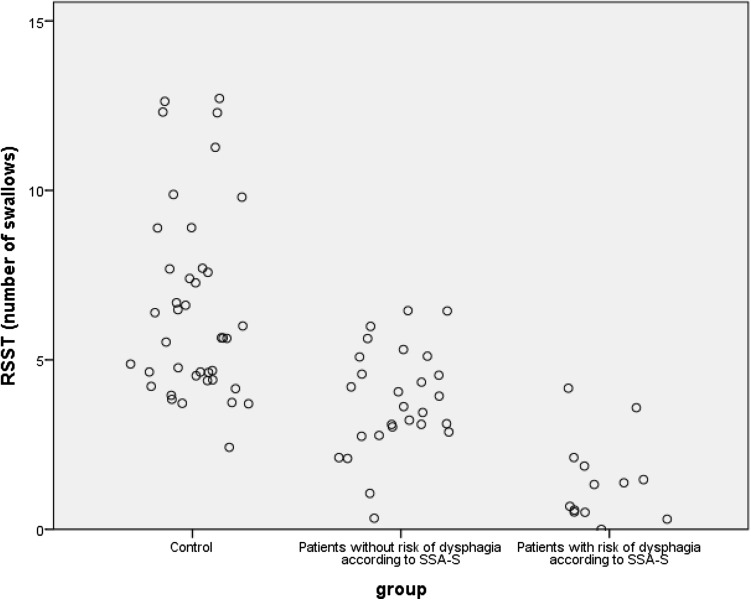 15
10
5
0
RSST (number of swallows)
Control
Patients without risk of dysphagia
according to SSA-S
Patients with risk of dysphagia
according to SSA-S
group